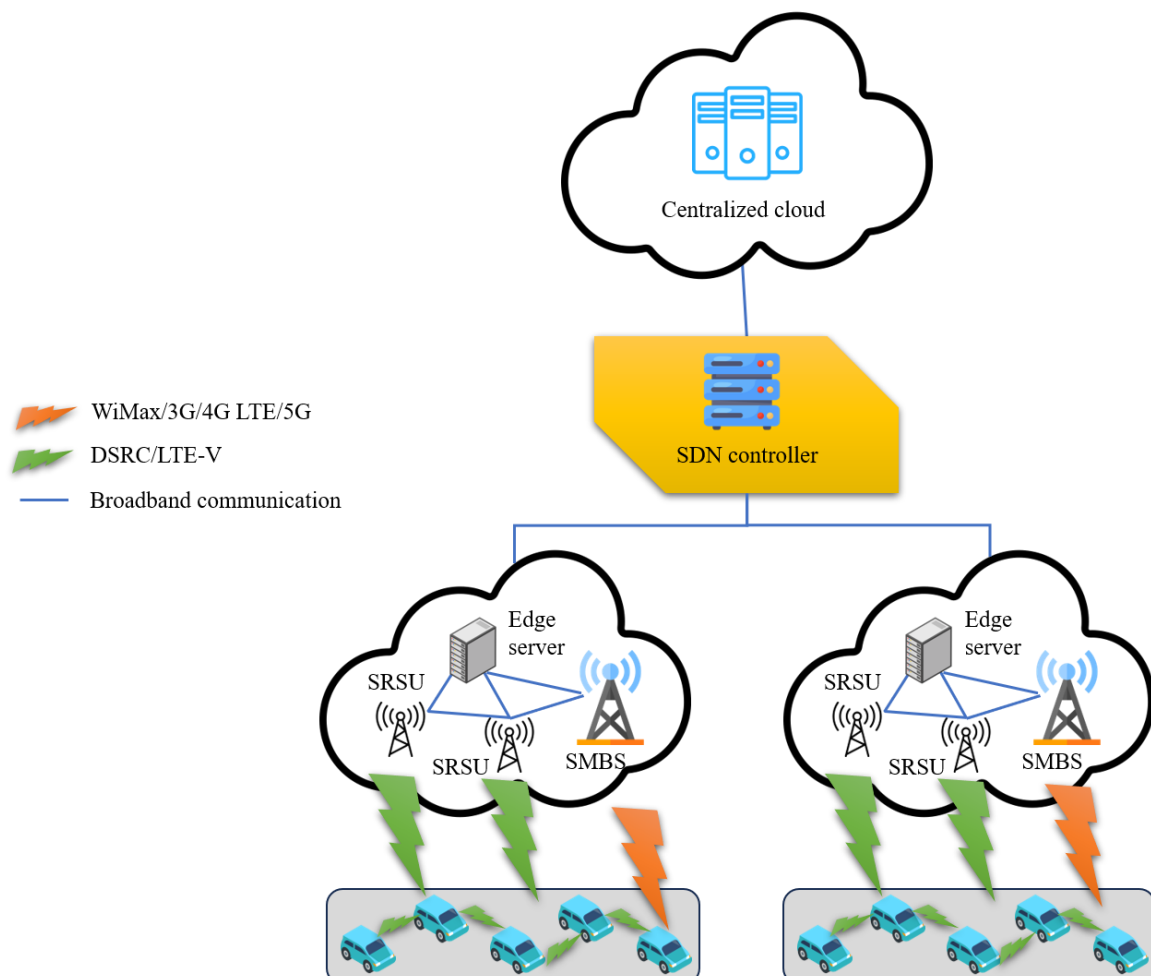 Centralized cloud
SDN controller
WiMax/3G/4G LTE/5G
DSRC/LTE-V
Broadband communication
Edge
server
SRSU
SRSU
SMBS
Edge
server
SRSU
SRSU
SMBS